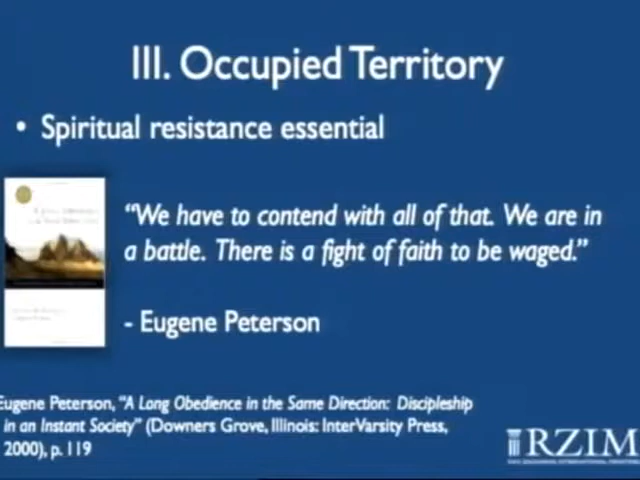 III. Occupied Territory
• Spiritual resistance essential
“We have to contend with all of that. We are in
a battle. There is a fight of faith to be waged.”
- Eugene Peterson
Eugene Peterson, “A Long Obedience in the Same Direction: Discipleship
in an Instant Society” (Downers Grove, Illinois: InterVarsity Press,
2000), p. 119
RZIM